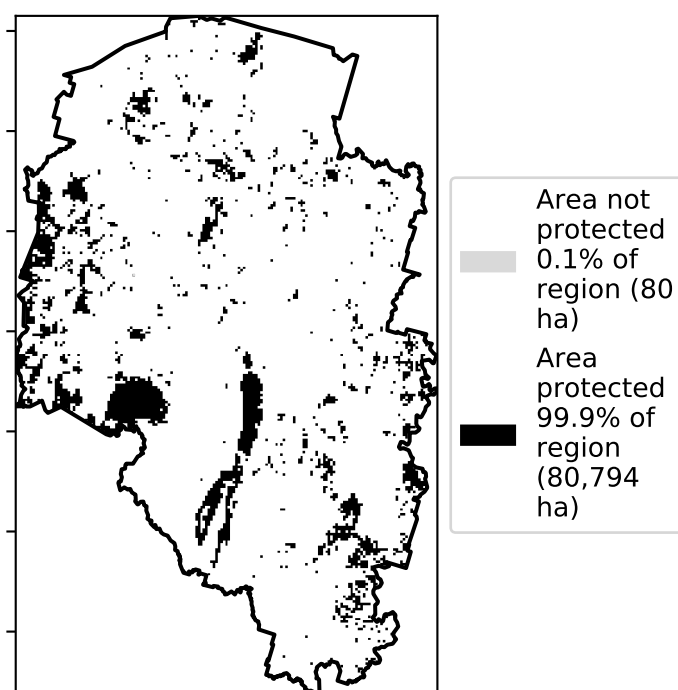 Area not
protected
0.1% of
region (80
ha)
Area
protected
99.9% of
region
(80,794
ha)